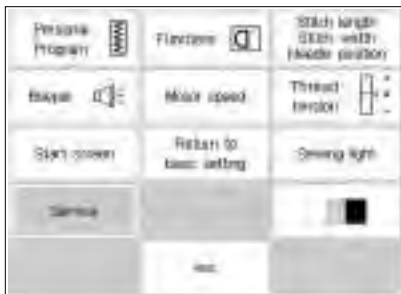 Personal
Program
Functions
Stitch length
Stitch width
Needle position
Beeper
Motor speed
Thread
tension
Start screen
Return to
basic setting
Sewing light
Service
esc